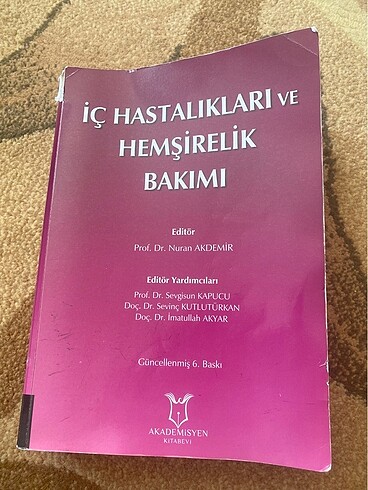 İÇ HASTALIKLARI VE
HEMŞİRELİK
BAKIMI
Editör
Prof. Dr. Nuran AKDEMİR
Editör Yardımcıları
Prof. Dr. Sevgisun KAPUCU
Doç. Dr. Sevinç KUTLUTÜRKAN
Doç. Dr. İmatullah AKYAR
Güncellenmiş 6. Baskı
AKADEMİSYEN
KİTABEVİ